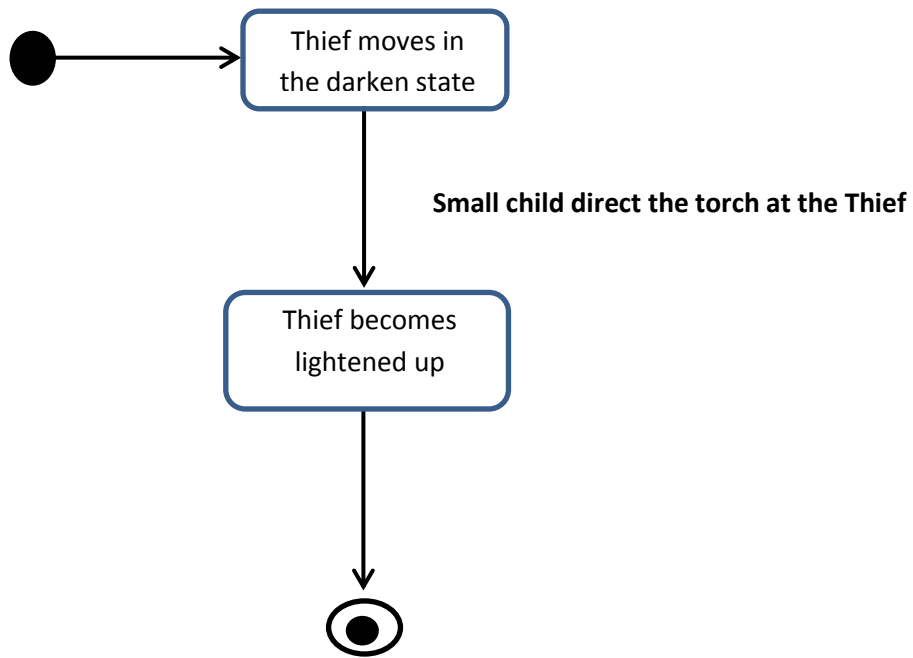 Thief moves in
the darken state
Small child direct the torch at the Thief
Thief becomes
lightened up